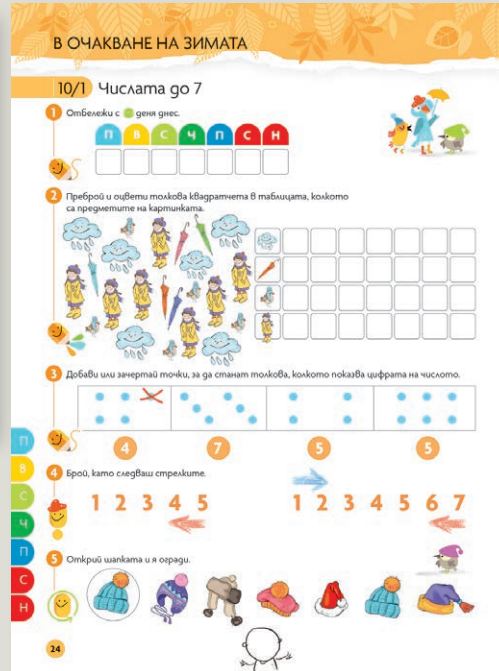 В ОЧАКВАНЕ НА ЗИМАТА
10/1 Числата до 7
1 Отбележи с деня днес.
П В С Ч П С Н
2 Преброй и оцвети толкова квадратчета в таблицата, колкото
са предметите на картинката.
3 Добави или зачертай точки, за да станат толкова, колкото показва цифрата на числото.
4 7 5 5
4 Брой, като следваш стрелките.
1 2 3 4 5 1 2 3 4 5 6 7
5 Открий шапката и я огради.
П
В
С
Ч
П
С
Н
24